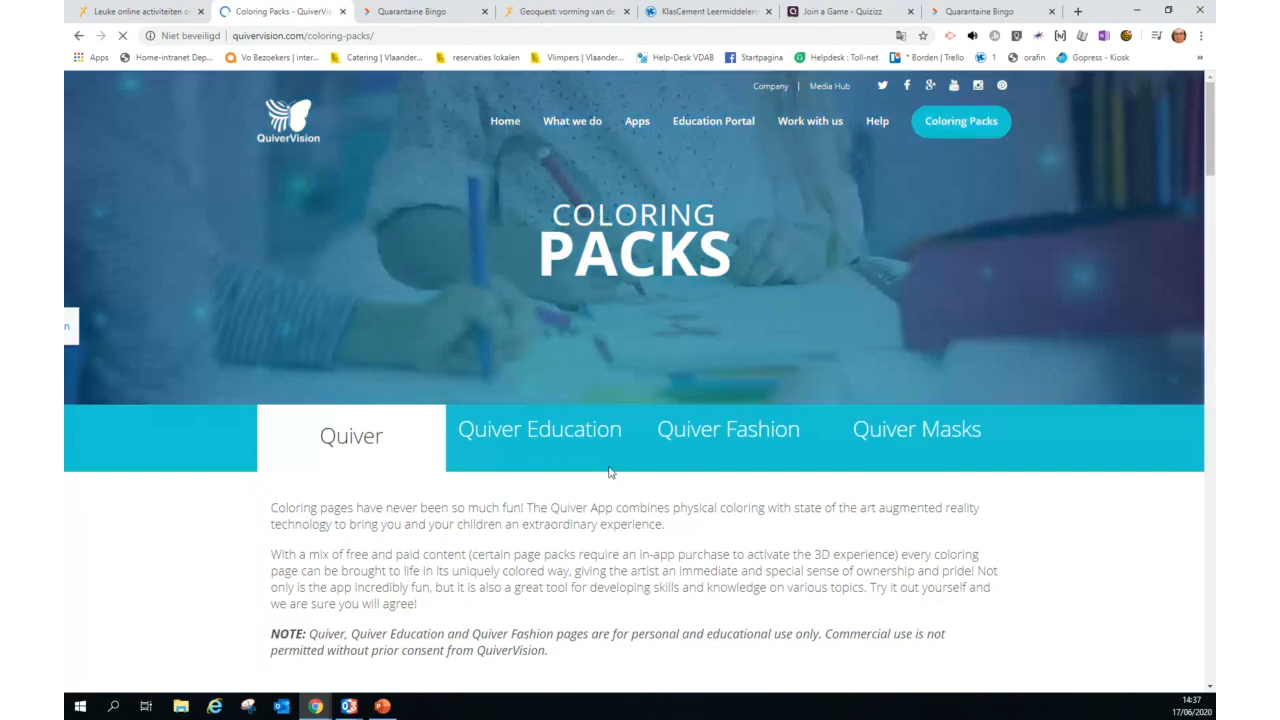 Leuke online activiteiten o
Coloring Packs - QuiverVis
Quarantaine Bingo
Geoquest: vorming van de
KlasCement Leermiddelen
Join a Game - Quizizz
Quarantaine Bingo
Niet beveiligd | quivervision.com/coloring-packs/
Apps
Home-intranet Dep...
Vo Bezoekers | inter...
Catering | Vlaander...
reservaties lokalen
Vlimpers | Vlaander...
Help-Desk VDAB
Startpagina
Helpdesk : Toll-net
* Borden | Trello
1
orafin
Gopress - Kiosk
»
Company | Media Hub
QuiverVision
Home
What we do
Apps
Education Portal
Work with us
Help
Coloring Packs
COLORING
PACKS
n
Quiver
Quiver Education
Quiver Fashion
Quiver Masks
Coloring pages have never been so much fun! The Quiver App combines physical coloring with state of the art augmented reality
technology to bring you and your children an extraordinary experience.
With a mix of free and paid content (certain page packs require an in-app purchase to activate the 3D experience) every coloring
page can be brought to life in its uniquely colored way, giving the artist an immediate and special sense of ownership and pride! Not
only is the app incredibly fun, but it is also a great tool for developing skills and knowledge on various topics. Try it out yourself and
we are sure you will agree!
NOTE: Quiver, Quiver Education and Quiver Fashion pages are for personal and educational use only. Commercial use is not
permitted without prior consent from QuiverVision.
14:37
17/06/2020